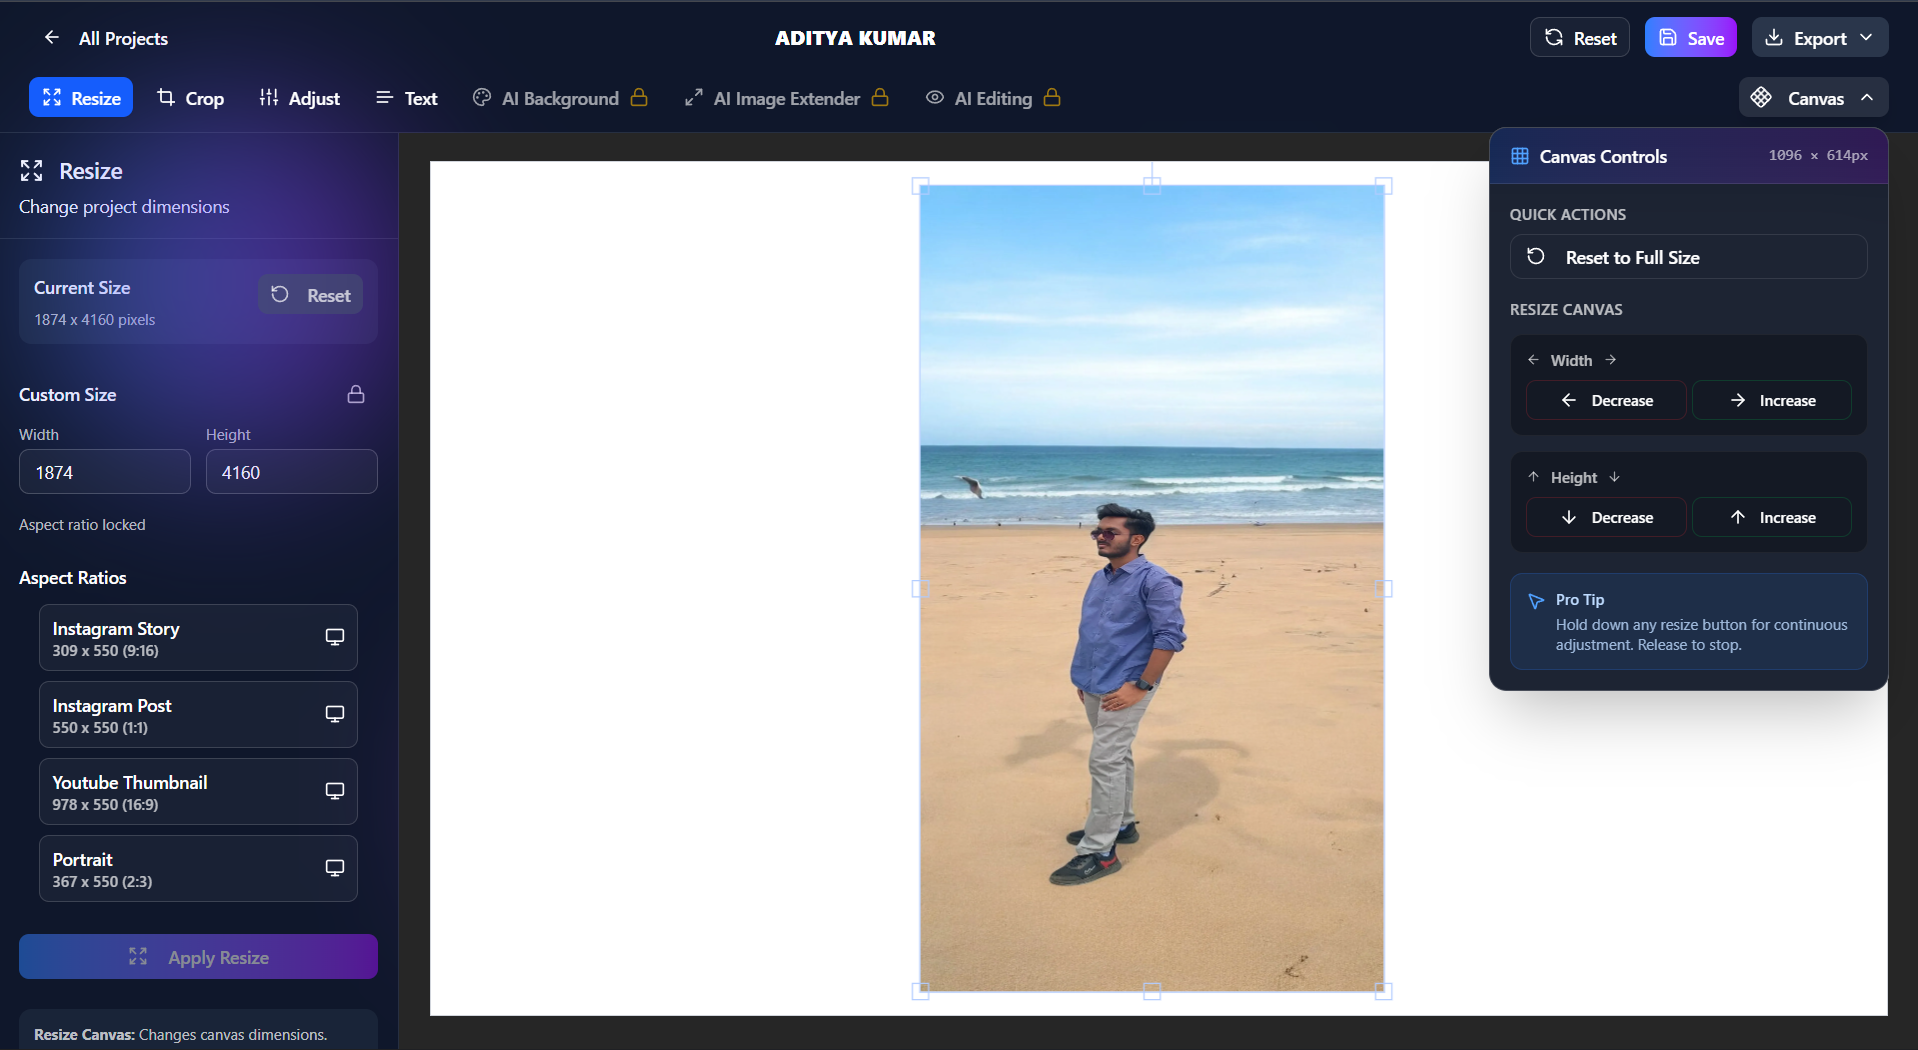 All Projects
ADITYA KUMAR
Reset
Save
Export
Resize
Crop
Adjust
Text
AI Background
AI Image Extender
AI Editing
Canvas
Resize
Change project dimensions
Current Size
1874 x 4160 pixels
Reset
Custom Size
Width
Height
1874
4160
Aspect ratio locked
Aspect Ratios
Instagram Story
309 x 550 (9:16)
Instagram Post
550 x 550 (1:1)
Youtube Thumbnail
978 x 550 (16:9)
Portrait
367 x 550 (2:3)
Apply Resize
Resize Canvas: Changes canvas dimensions.
Canvas Controls
1096 × 614px
QUICK ACTIONS
Reset to Full Size
RESIZE CANVAS
Width
Decrease
Increase
Height
Decrease
Increase
Pro Tip
Hold down any resize button for continuous
adjustment. Release to stop.